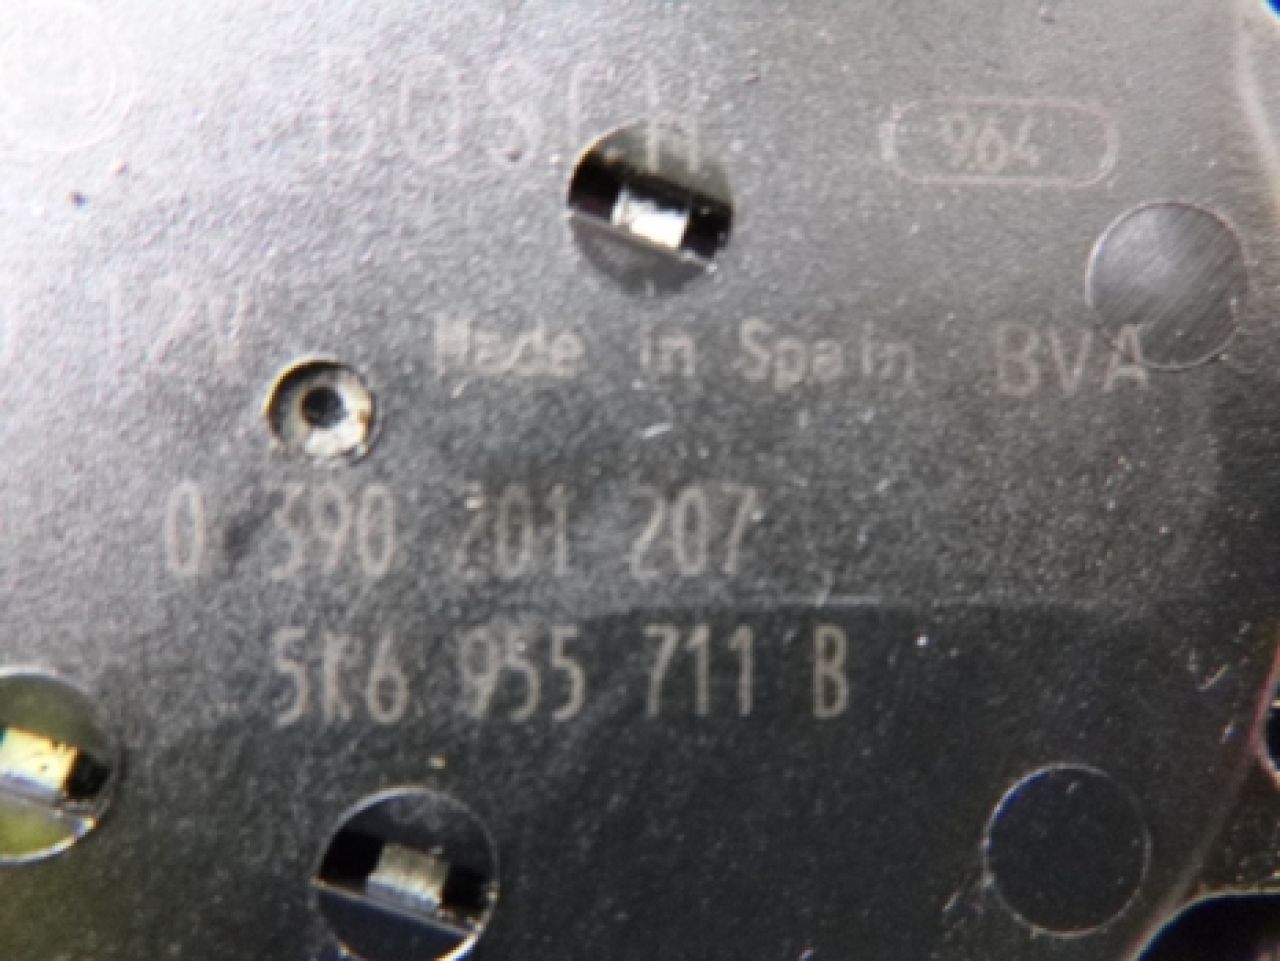 BOSCH
964
12V
Made in Spain BVA
0 390 201 207
5K6 955 711 B